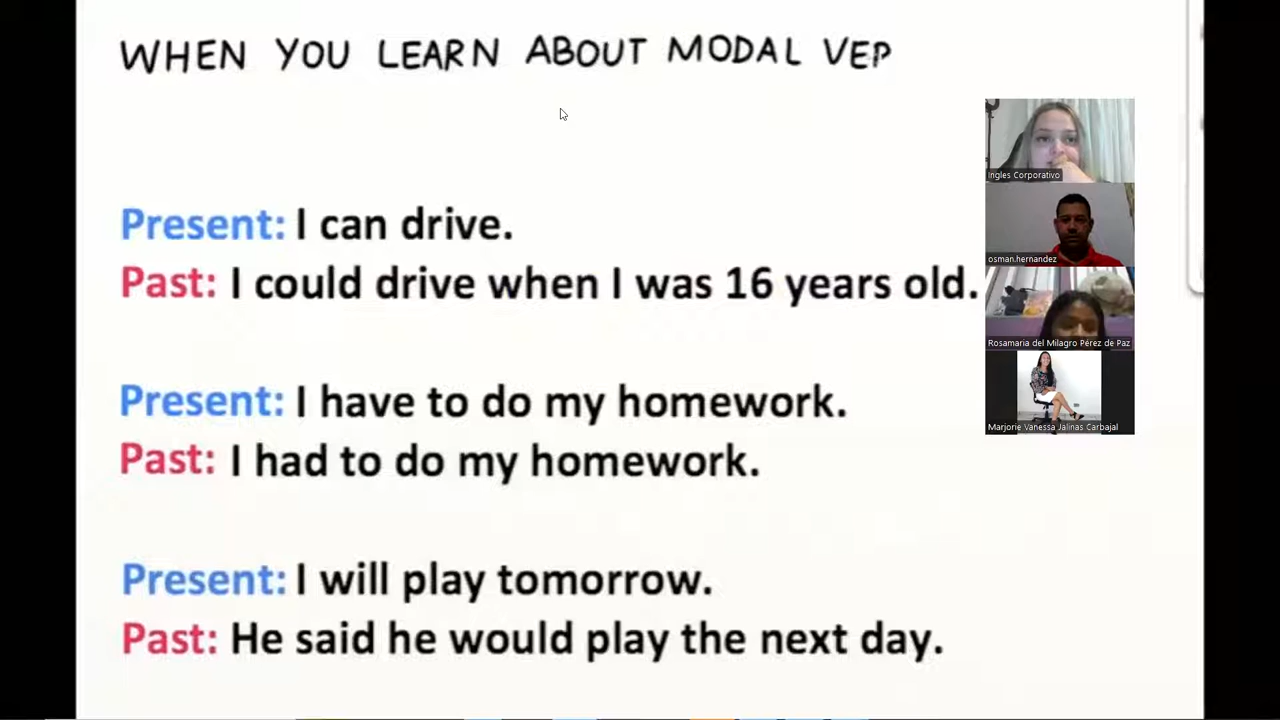 WHEN YOU LEARN ABOUT MODAL VEP
Present: I can drive.
Past: I could drive when I was 16 years old.
Present: I have to do my homework.
Past: I had to do my homework.
Present: I will play tomorrow.
Past: He said he would play the next day.
Ingles Corporativo
osman.hernandez
Rosamaria del Milagro Pérez de Paz
Marjorie Vanessa Jalinas Carbajal